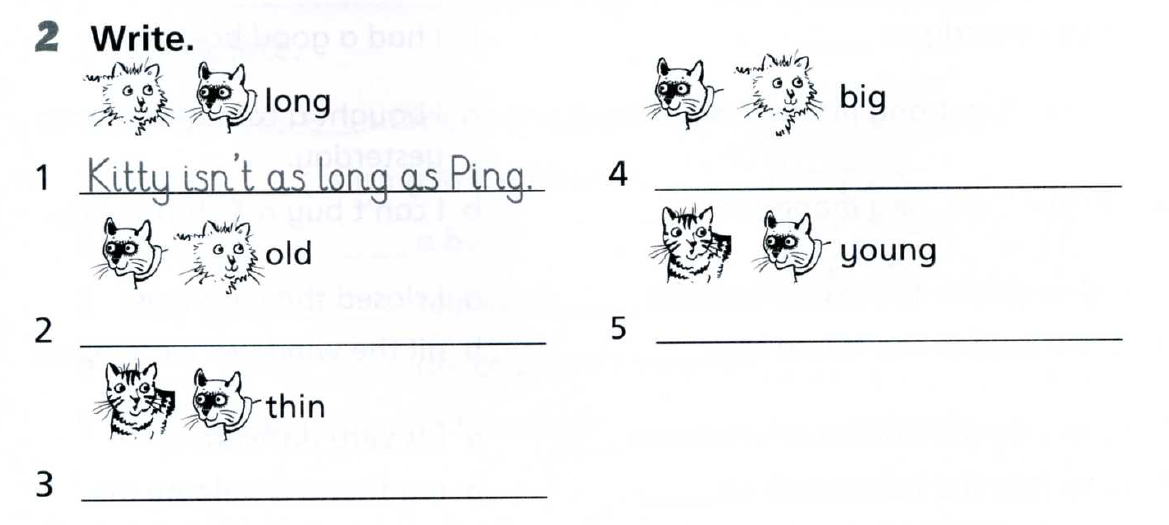 2 Write.
long
1 Kitty isn't as long as Ping.
old
2
thin
3
big
4
young
5